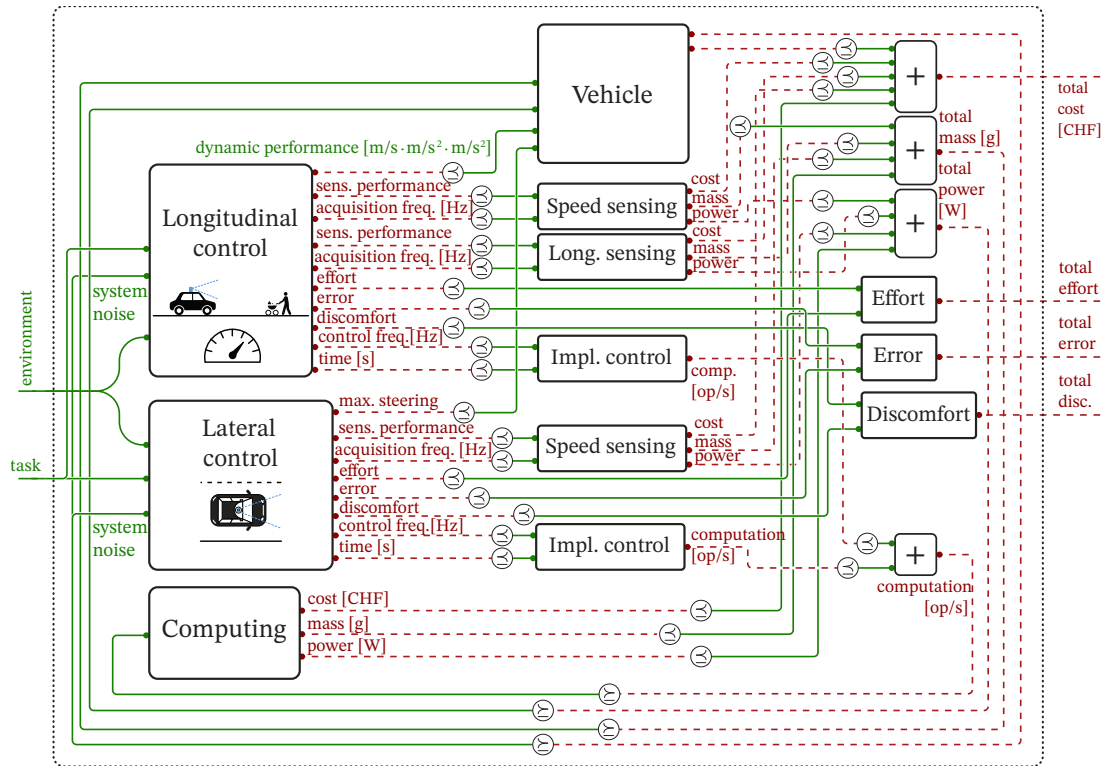 Vehicle
+
total
cost
[CHF]
dynamic performance [m/s·m/s²·m/s²]
+
total
mass [g]
total
power
[W]
+
Longitudinal
control
system
noise
sens. performance
acquisition freq. [Hz]
sens. performance
acquisition freq. [Hz]
effort
error
discomfort
control freq.[Hz]
time [s]
Speed sensing
cost
mass
power
Long. sensing
cost
mass
power
Effort
total
effort
Error
total
error
Discomfort
total
disc.
Impl. control
comp.
[op/s]
environment
task
Lateral
control
system
noise
max. steering
sens. performance
acquisition freq. [Hz]
effort
error
discomfort
control freq.[Hz]
time [s]
Speed sensing
cost
mass
power
Impl. control
computation
[op/s]
+
computation
[op/s]
Computing
cost [CHF]
mass [g]
power [W]